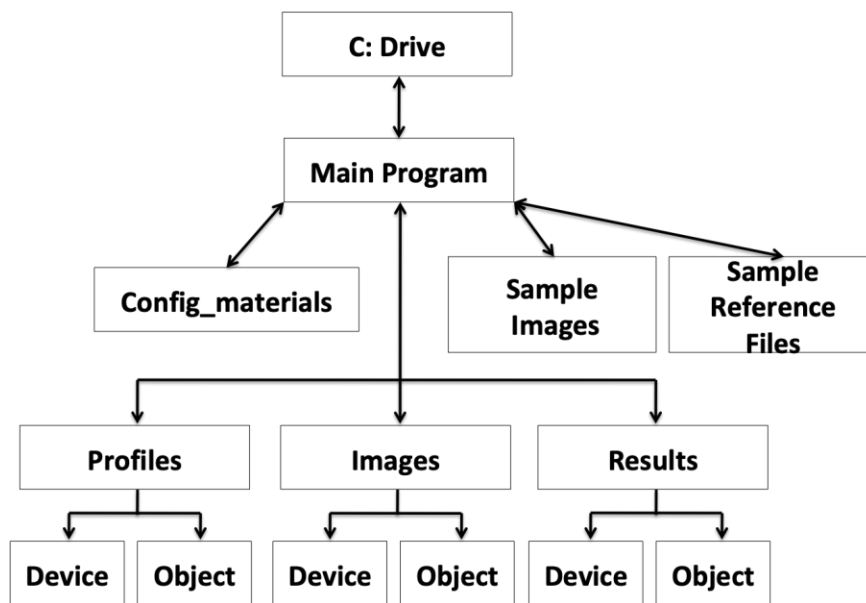 C: Drive
Main Program
Config_materials
Sample
Images
Sample
Reference
Files
Profiles
Images
Results
Device
Object
Device
Object
Device
Object